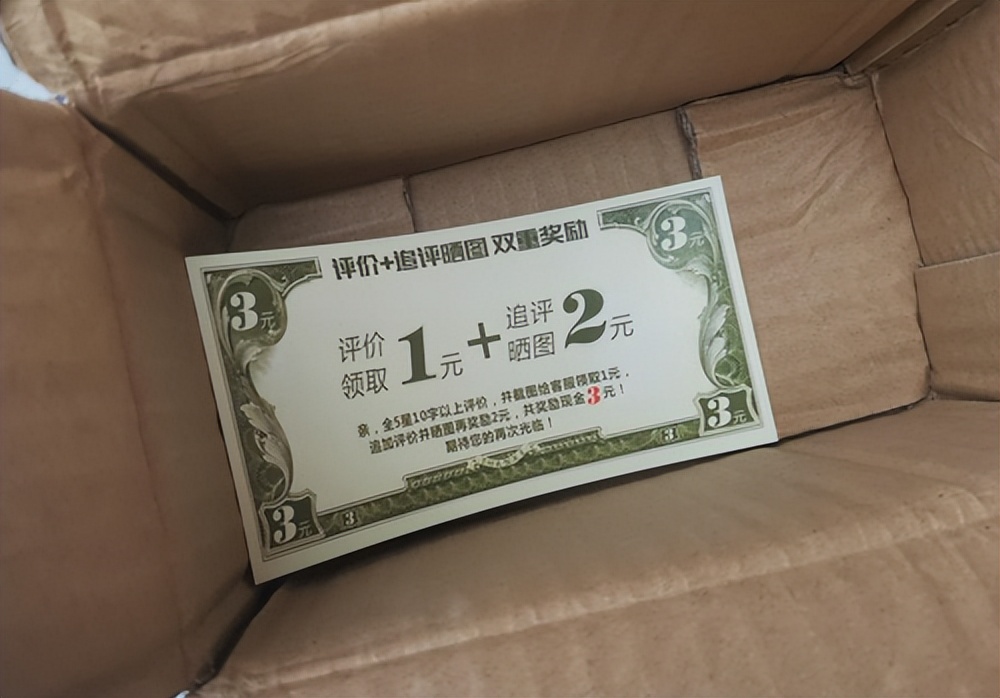 评价+追评晒图 双重奖励
3元
3元
评价
领取
1元
+
追评
晒图
2元
亲，全5星10字以上评价，并截图给客服领取1元，
追加评价并晒图再奖励2元，共奖励现金3元！
期待您的再次光临！
3元
3
3
3元